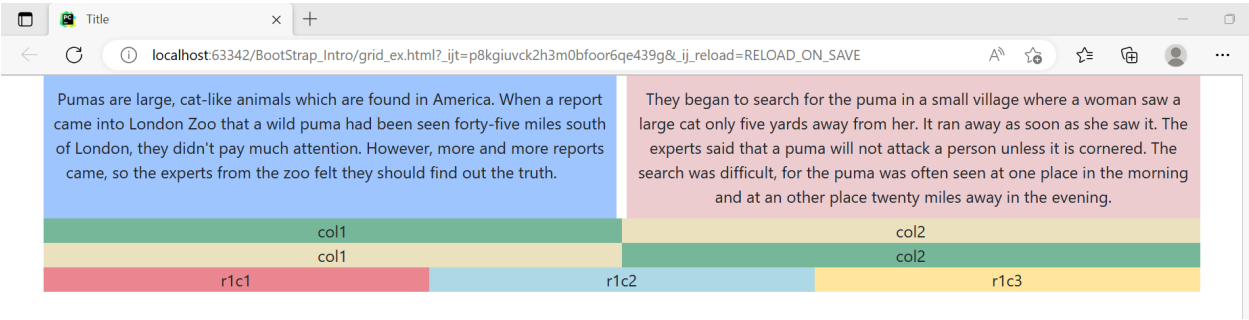 Title
localhost:63342/BootStrap_Intro/grid_ex.html?_ijt=p8kgiuvck2h3m0bfoor6qe439g&_ij_reload=RELOAD_ON_SAVE
Pumas are large, cat-like animals which are found in America. When a report
came into London Zoo that a wild puma had been seen forty-five miles south
of London, they didn't pay much attention. However, more and more reports
came, so the experts from the zoo felt they should find out the truth.
They began to search for the puma in a small village where a woman saw a
large cat only five yards away from her. It ran away as soon as she saw it. The
experts said that a puma will not attack a person unless it is cornered. The
search was difficult, for the puma was often seen at one place in the morning
and at an other place twenty miles away in the evening.
col1 col2
col1 col2
r1c1 r1c2 r1c3